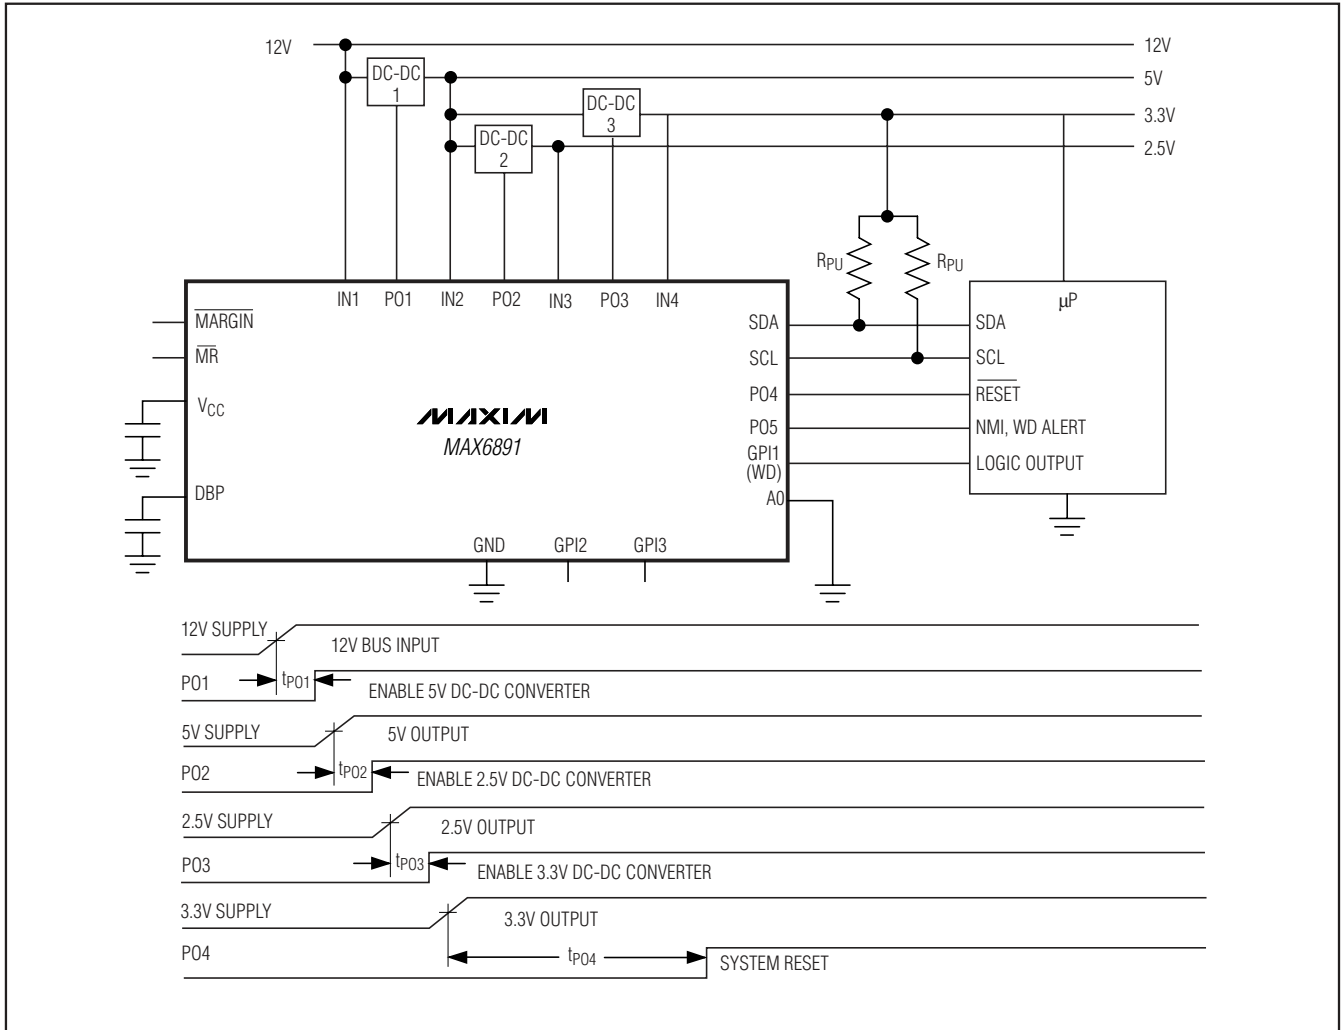 12V 12V
DC-DC 1 5V
DC-DC 3 3.3V
DC-DC 2 2.5V
RPU RPU
IN1 PO1 IN2 PO2 IN3 PO3 IN4 µP
MARGIN SDA SDA
MR SCL SCL
VCC PO4 RESET
MAXIM
MAX6891 PO5 NMI, WD ALERT
GPI1 (WD) LOGIC OUTPUT
DBP A0
GND GPI2 GPI3
12V SUPPLY 12V BUS INPUT
PO1 tPO1 ENABLE 5V DC-DC CONVERTER
5V SUPPLY 5V OUTPUT
PO2 tPO2 ENABLE 2.5V DC-DC CONVERTER
2.5V SUPPLY 2.5V OUTPUT
PO3 tPO3 ENABLE 3.3V DC-DC CONVERTER
3.3V SUPPLY 3.3V OUTPUT
PO4 tPO4 SYSTEM RESET